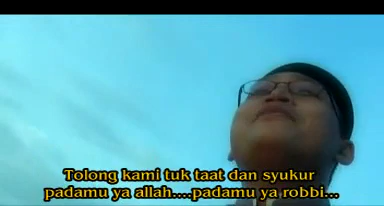 Tolong kami tuk taat dan syukur
padamu ya allah....padamu ya robbi...